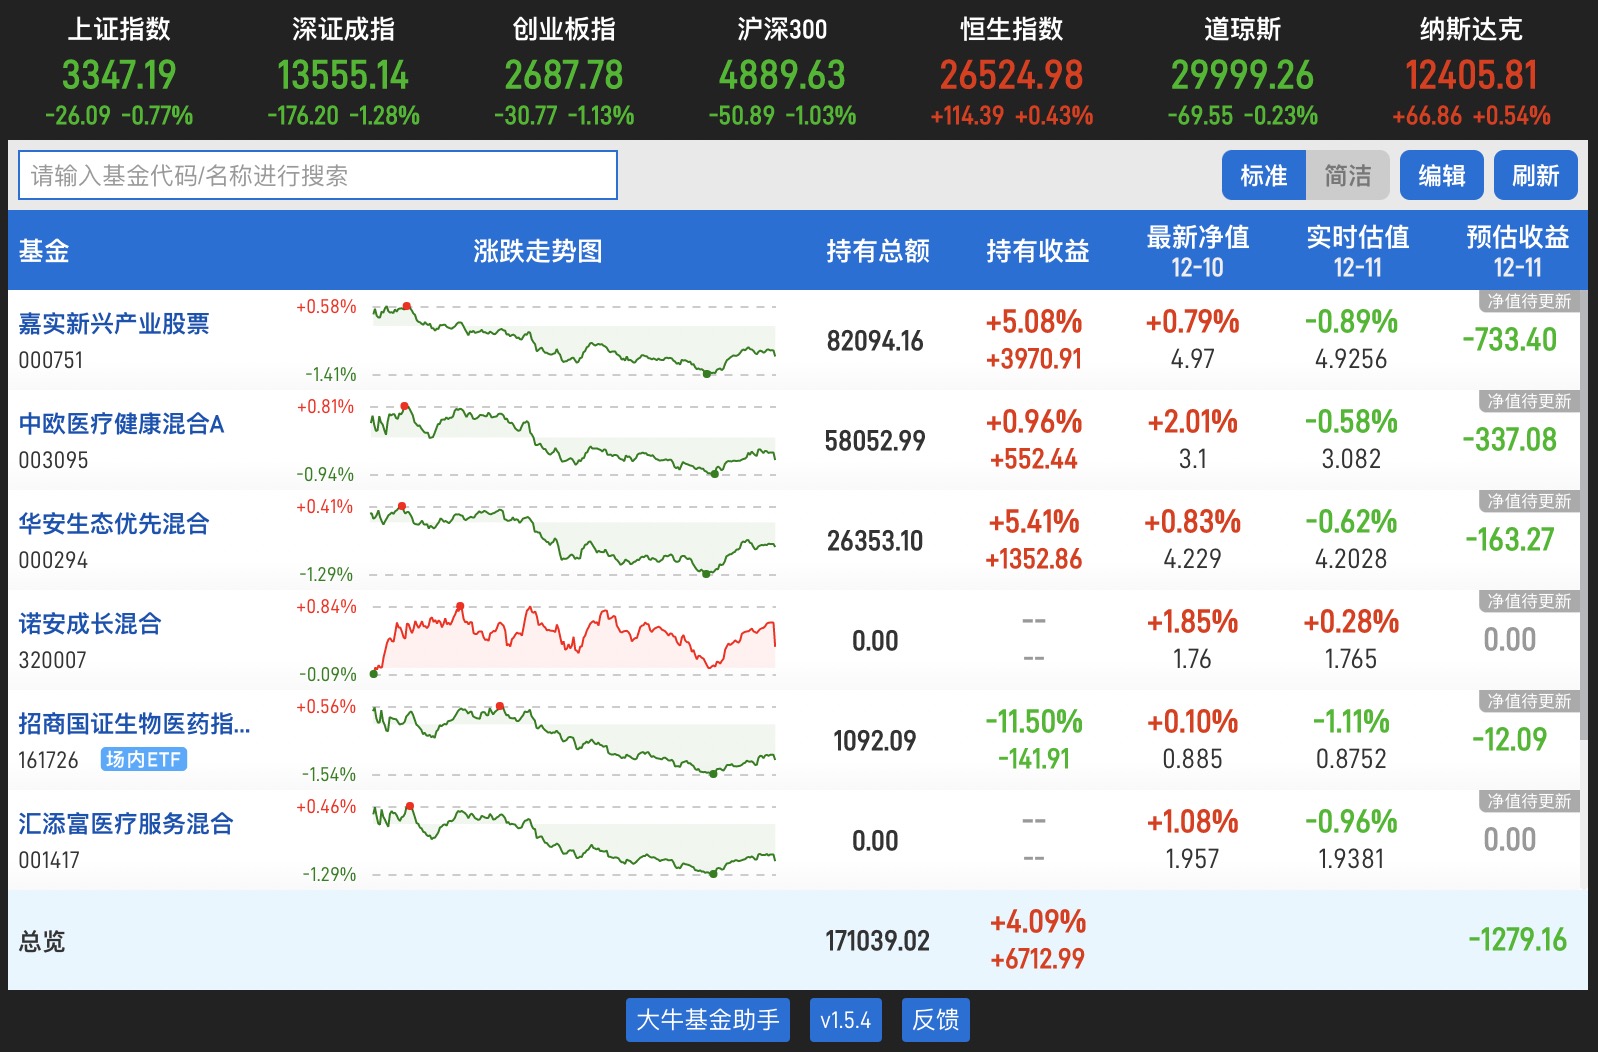 上证指数 深证成指 创业板指 沪深300 恒生指数 道琼斯 纳斯达克
3347.19 13555.14 2687.78 4889.63 26524.98 29999.26 12405.81
-26.09 -0.77% -176.20 -1.28% -30.77 -1.13% -50.89 -1.03% +114.39 +0.43% -69.55 -0.23% +66.86 +0.54%
请输入基金代码/名称进行搜索 标准 简洁 编辑 刷新
基金 涨跌走势图 持有总额 持有收益 最新净值 实时估值 预估收益
12-10 12-11 12-11
净值待更新
嘉实新兴产业股票 +0.58% 82094.16 +5.08% +0.79% -0.89% -733.40
000751 -1.41% +3970.91 4.97 4.9256
净值待更新
中欧医疗健康混合A +0.81% 58052.99 +0.96% +2.01% -0.58% -337.08
003095 -0.94% +552.44 3.1 3.082
净值待更新
华安生态优先混合 +0.41% 26353.10 +5.41% +0.83% -0.62% -163.27
000294 -1.29% +1352.86 4.229 4.2028
净值待更新
诺安成长混合 +0.84% 0.00 -- +1.85% +0.28% 0.00
320007 -0.09% -- 1.76 1.765
净值待更新
招商国证生物医药指... +0.56% 1092.09 -11.50% +0.10% -1.11% -12.09
161726 场内ETF -1.54% -141.91 0.885 0.8752
净值待更新
汇添富医疗服务混合 +0.46% 0.00 -- +1.08% -0.96% 0.00
001417 -1.29% -- 1.957 1.9381
总览 171039.02 +4.09% -1279.16
+6712.99
大牛基金助手 v1.5.4 反馈